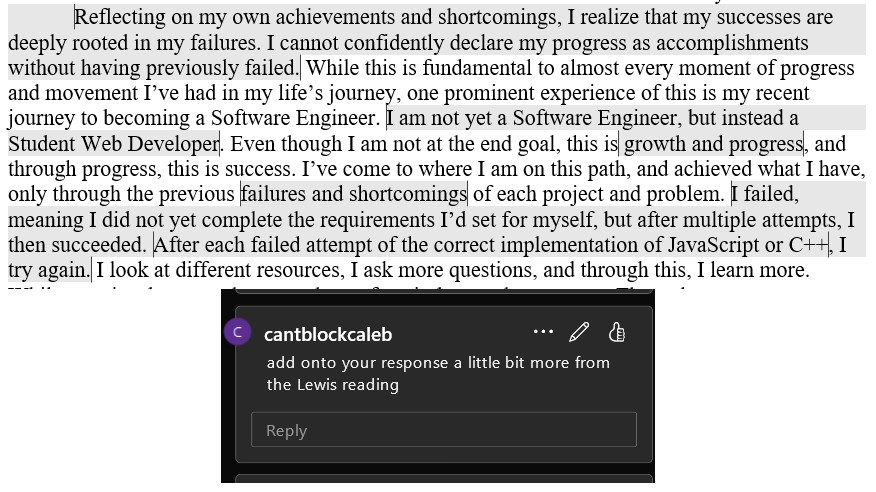 Reflecting on my own achievements and shortcomings, I realize that my successes are
deeply rooted in my failures. I cannot confidently declare my progress as accomplishments
without having previously failed. While this is fundamental to almost every moment of progress
and movement I've had in my life's journey, one prominent experience of this is my recent
journey to becoming a Software Engineer. I am not yet a Software Engineer, but instead a
Student Web Developer. Even though I am not at the end goal, this is growth and progress, and
through progress, this is success. I've come to where I am on this path, and achieved what I have,
only through the previous failures and shortcomings of each project and problem. I failed,
meaning I did not yet complete the requirements I'd set for myself, but after multiple attempts, I
then succeeded. After each failed attempt of the correct implementation of JavaScript or C++, I
try again. I look at different resources, I ask more questions, and through this, I learn more.
C
cantblockcaleb
add onto your response a little bit more from
the Lewis reading
Reply